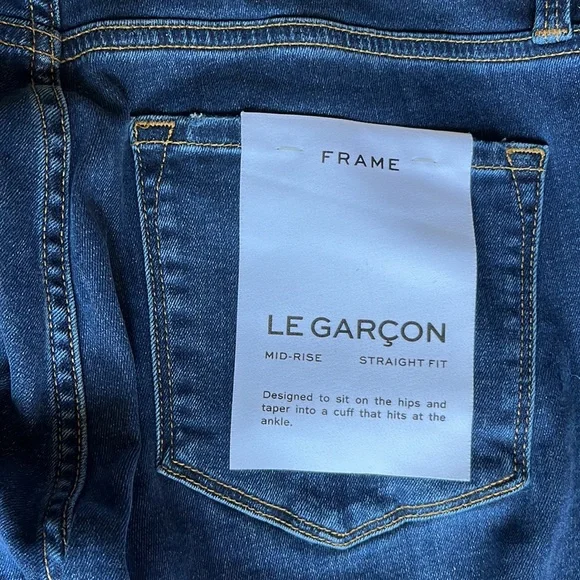 FRAME
LE GARÇON
MID-RISE STRAIGHT FIT
Designed to sit on the hips and
taper into a cuff that hits at the
ankle.